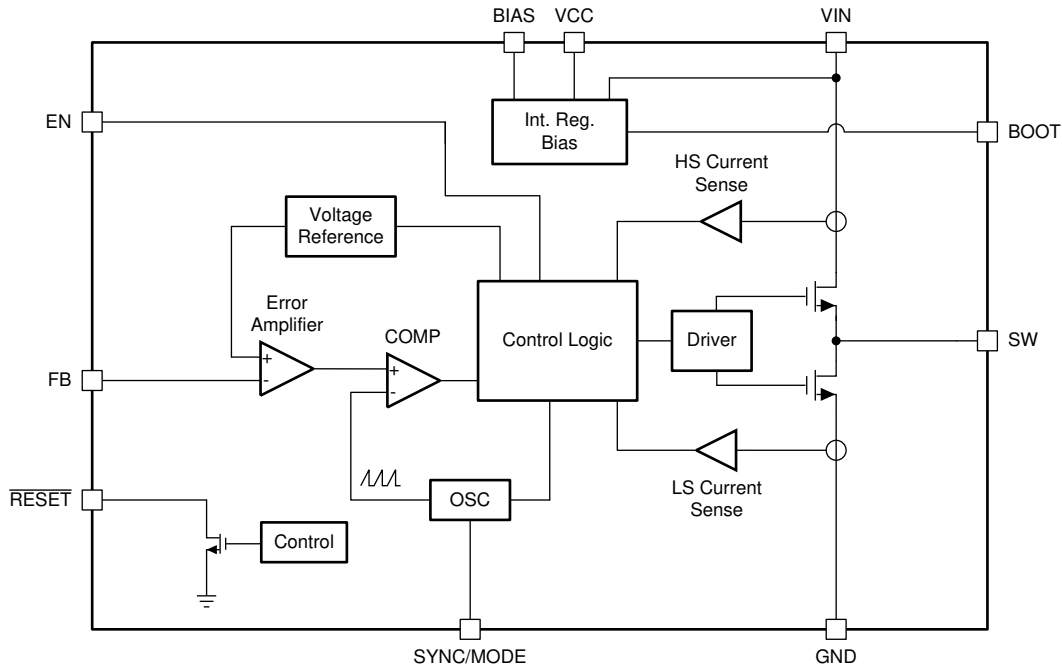 BIAS
VCC
VIN
EN
Int. Reg.
Bias
BOOT
HS Current
Sense
Voltage
Reference
Error
Amplifier
COMP
Control Logic
Driver
SW
+
-
+
-
FB
LS Current
Sense
RESET
OSC
Control
SYNC/MODE
GND